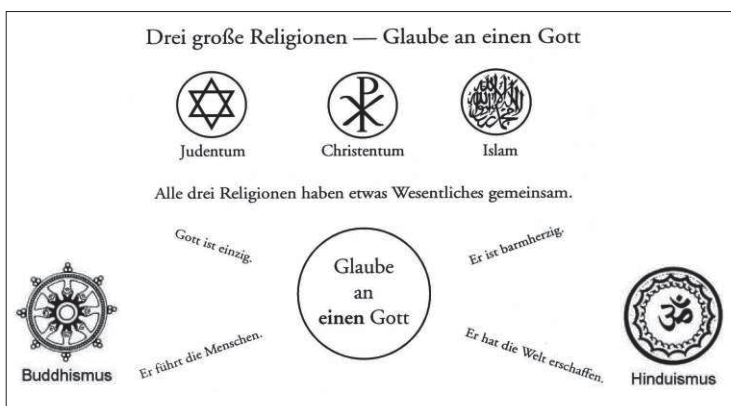 Drei große Religionen — Glaube an einen Gott
Judentum
Christentum
Islam
Alle drei Religionen haben etwas Wesentliches gemeinsam.
Gott ist einzig.
Er ist barmherzig.
Glaube
an
einen Gott
Er führt die Menschen.
Er hat die Welt erschaffen.
Buddhismus
Hinduismus